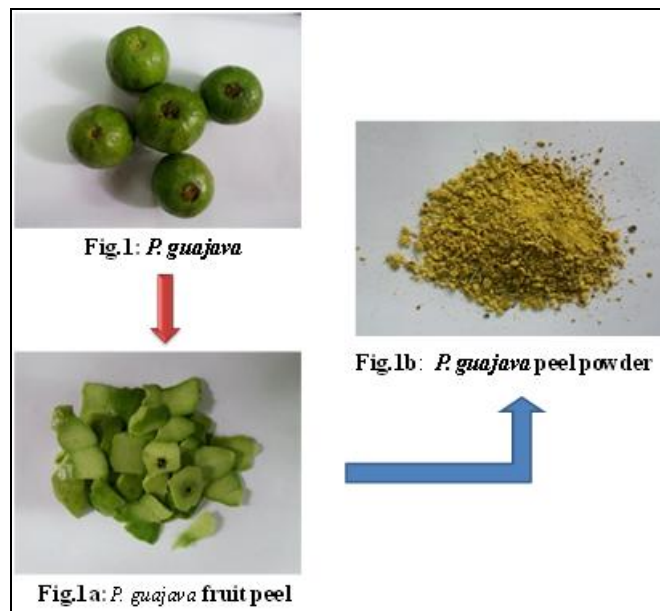 Fig.1: P. guajava
Fig.1a: P. guajava fruit peel
Fig.1b: P. guajava peel powder